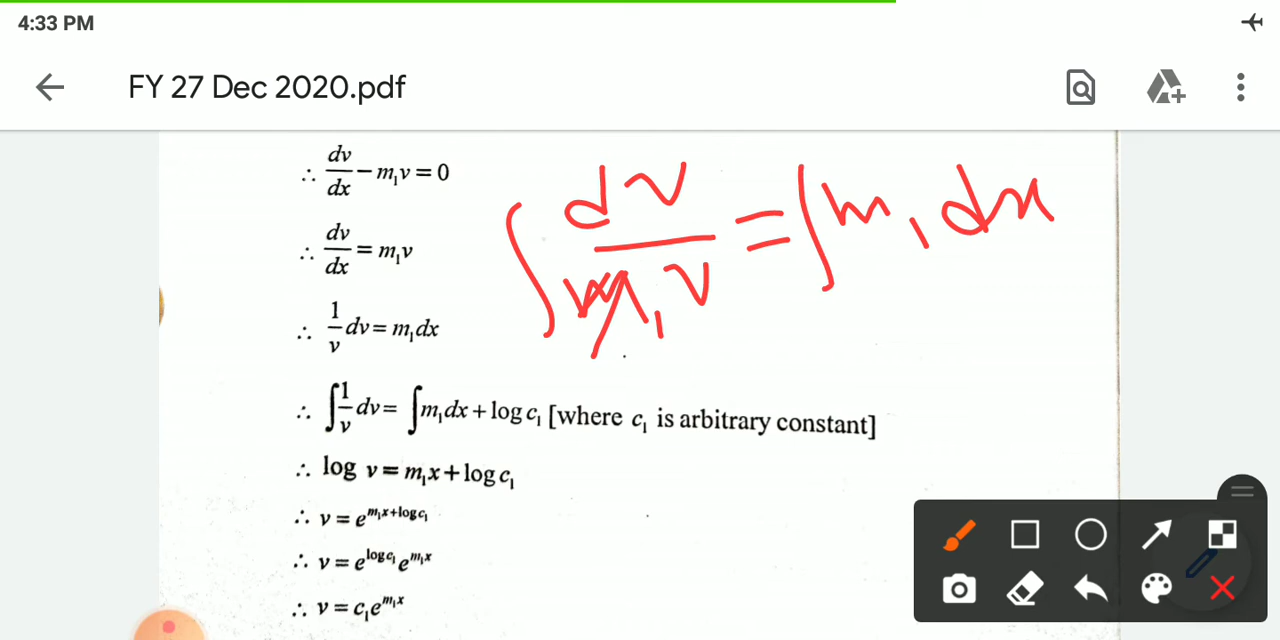 4:33 PM
FY 27 Dec 2020.pdf
∴ dv/dx − m₁v = 0
∴ dv/dx = m₁v
∴ 1/v dv = m₁dx
∴ ∫1/v dv = ∫m₁dx + log c₁ [where c₁ is arbitrary constant]
∴ log v = m₁x + log c₁
∴ v = e^(m₁x + log c₁)
∴ v = e^(log c₁) e^(m₁x)
∴ v = c₁e^(m₁x)
∫ dv/m₁v = ∫ m₁ dx